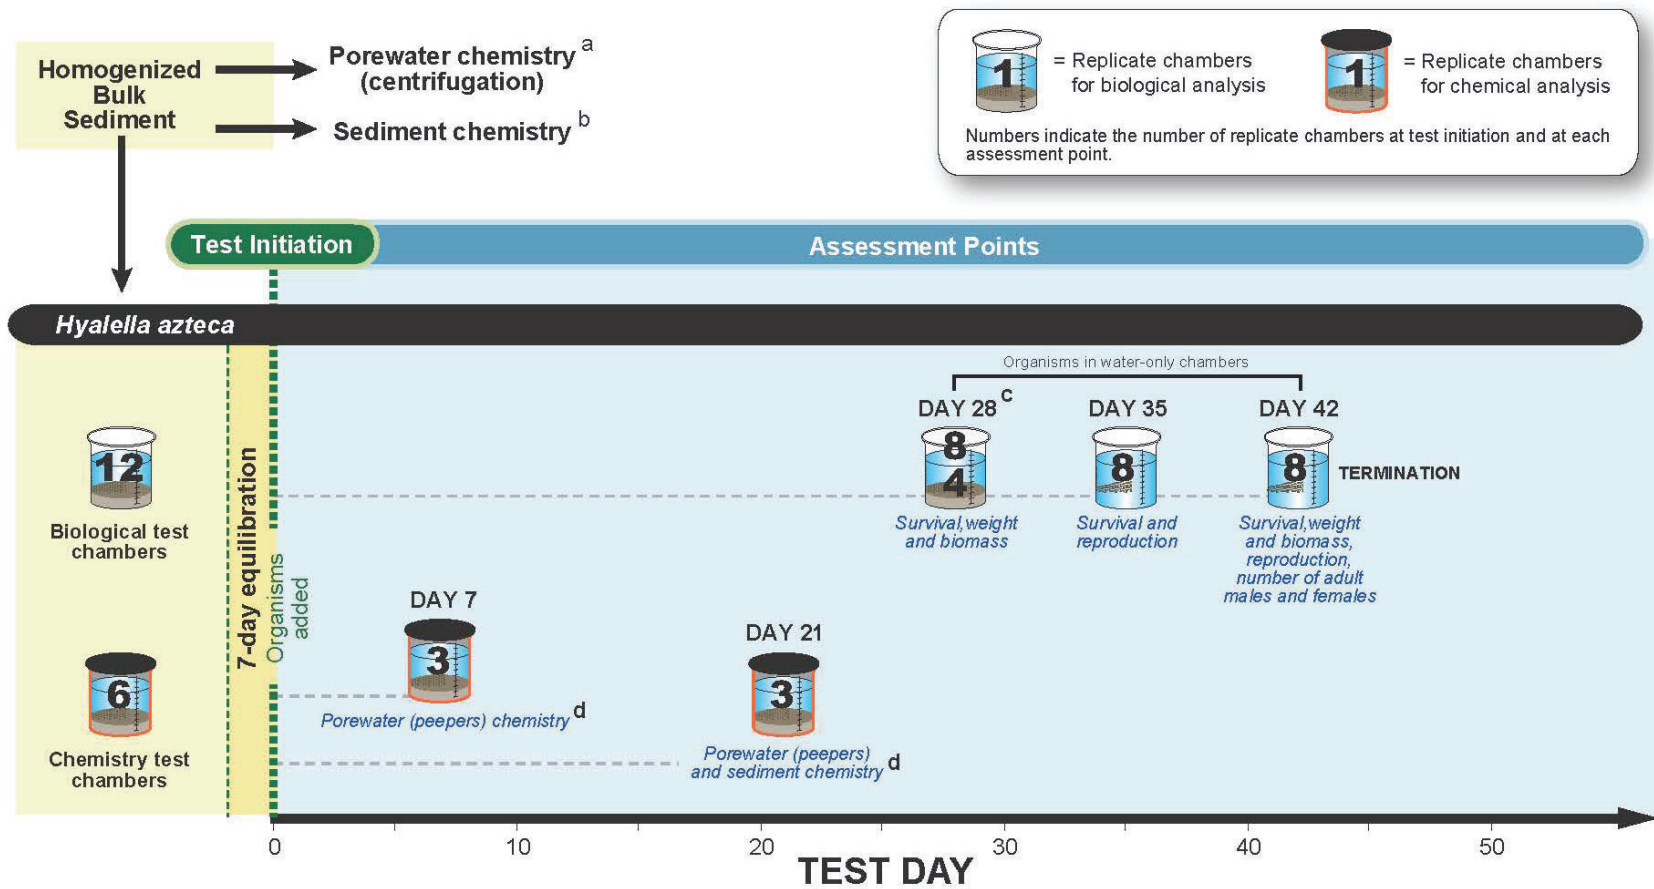 Homogenized
Bulk
Sediment
Porewater chemistry a
(centrifugation)
Sediment chemistry b
1
= Replicate chambers
for biological analysis
1
= Replicate chambers
for chemical analysis
Numbers indicate the number of replicate chambers at test initiation and at each
assessment point.
Test Initiation
Assessment Points
Hyalella azteca
Organisms in water-only chambers
DAY 28 c
DAY 35
DAY 42
12
8
4
8
8
TERMINATION
Biological test
chambers
Survival, weight
and biomass
Survival and
reproduction
Survival, weight
and biomass,
reproduction,
number of adult
males and females
7-day equilibration
Organisms
added
DAY 7
3
Porewater (peepers) chemistry d
DAY 21
3
Porewater (peepers)
and sediment chemistry d
6
Chemistry test
chambers
0
10
20
30
40
50
TEST DAY